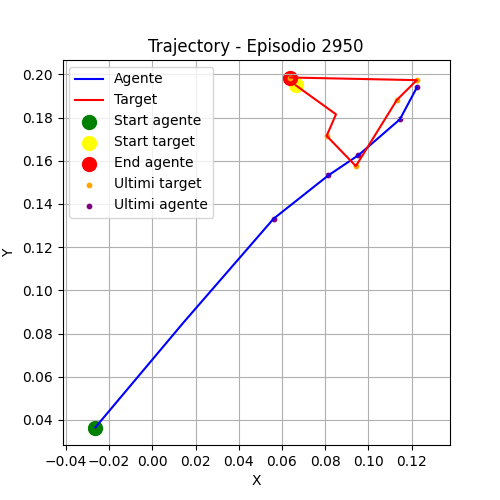 Trajectory - Episodio 2950
Agente
Target
Start agente
Start target
End agente
Ultimi target
Ultimi agente
0.20
0.18
0.16
0.14
0.12
0.10
0.08
0.06
0.04
Y
−0.04 −0.02 0.00 0.02 0.04 0.06 0.08 0.10 0.12
X